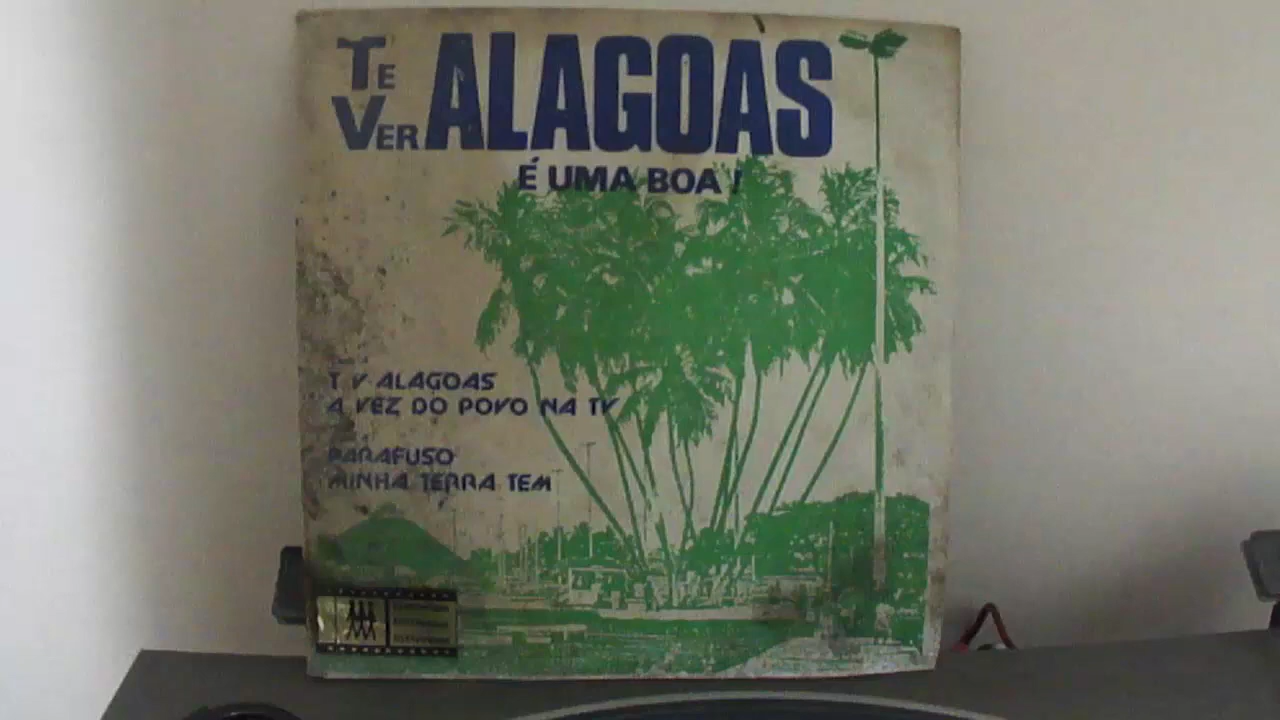 TE
VER ALAGOAS
É UMA BOA!
T V ALAGOAS
A VEZ DO POVO NA TV
PARAFUSO
MINHA TERRA TEM